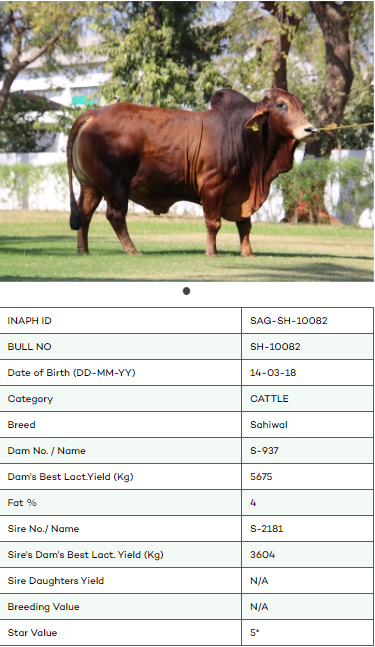 INAPH ID SAG-SH-10082
BULL NO SH-10082
Date of Birth (DD-MM-YY) 14-03-18
Category CATTLE
Breed Sahiwal
Dam No. / Name S-937
Dam's Best Lact.Yield (Kg) 5675
Fat % 4
Sire No./ Name S-2181
Sire's Dam's Best Lact. Yield (Kg) 3604
Sire Daughters Yield N/A
Breeding Value N/A
Star Value 5*